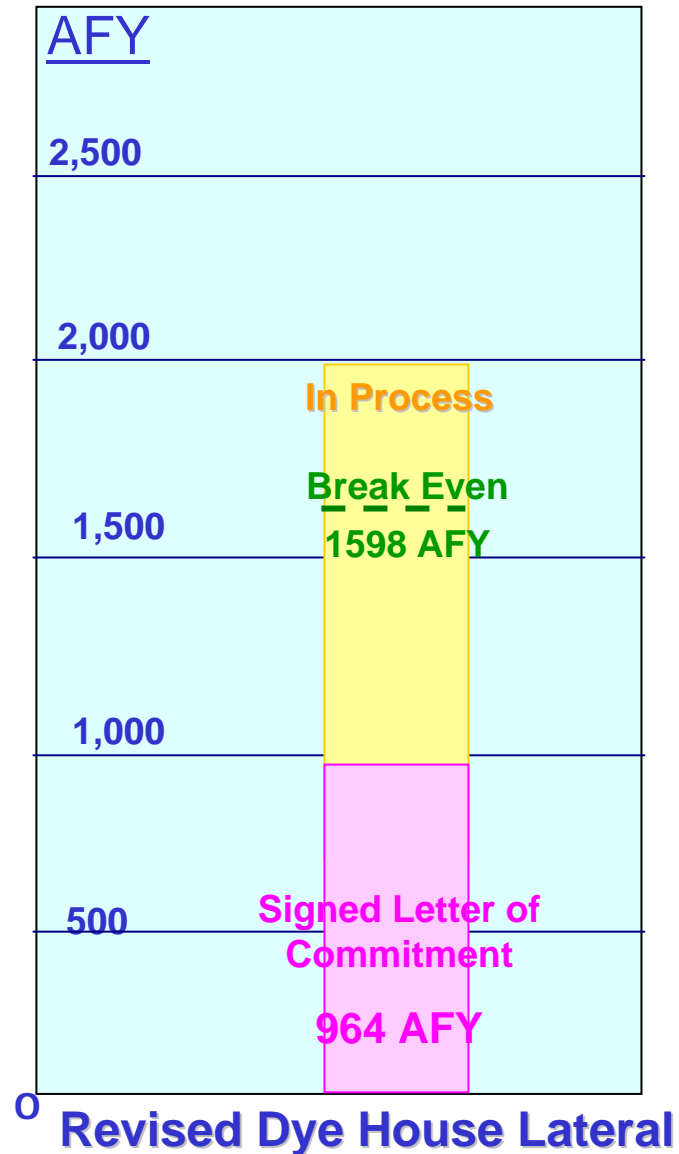 AFY
2,500
2,000
In Process
Break Even
1,500
1598 AFY
1,000
Signed Letter of
500
Commitment
964 AFY
O
Revised Dye House Lateral